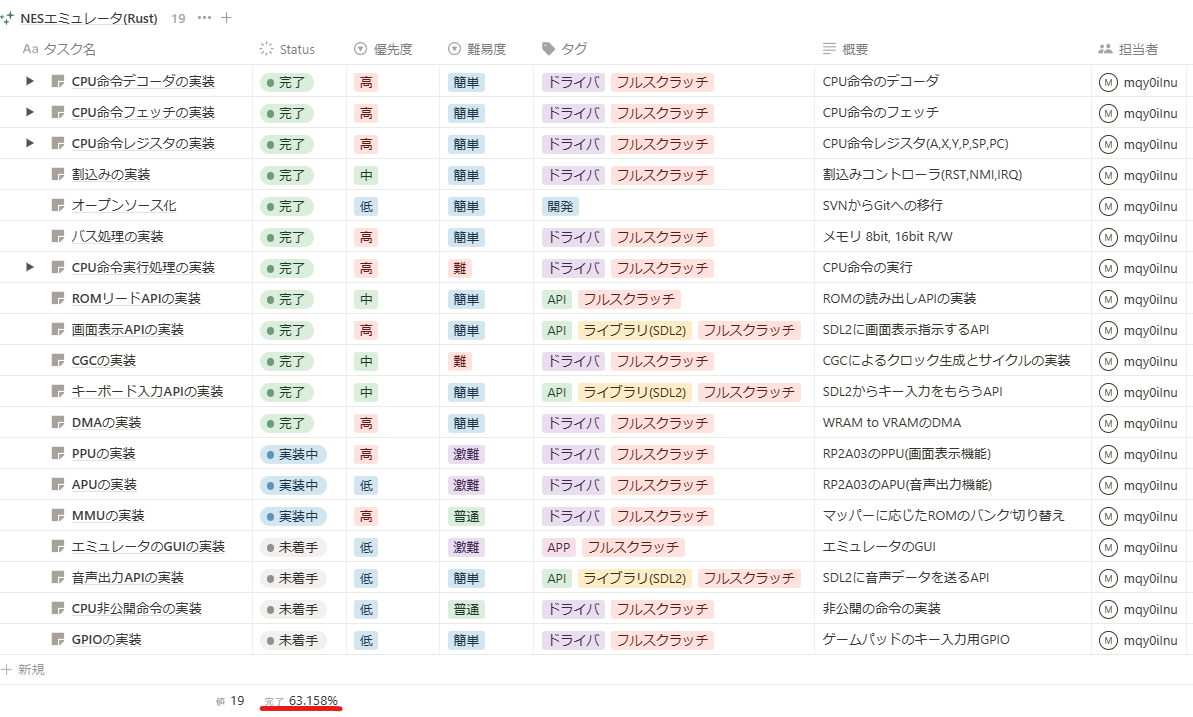 NESエミュレータ(Rust) 19 ··· +
Aa タスク名 Status 優先度 難易度 タグ 概要 担当者
CPU命令デコーダの実装 完了 高 簡単 ドライバ フルスクラッチ CPU命令のデコーダ M mqy0ilnu
CPU命令フェッチの実装 完了 高 簡単 ドライバ フルスクラッチ CPU命令のフェッチ M mqy0ilnu
CPU命令レジスタの実装 完了 高 簡単 ドライバ フルスクラッチ CPU命令レジスタ(A,X,Y,P,SP,PC) M mqy0ilnu
割込みの実装 完了 中 簡単 ドライバ フルスクラッチ 割込みコントローラ(RST,NMI,IRQ) M mqy0ilnu
オープンソース化 完了 低 簡単 開発 SVNからGitへの移行 M mqy0ilnu
バス処理の実装 完了 高 簡単 ドライバ フルスクラッチ メモリ 8bit, 16bit R/W M mqy0ilnu
CPU命令実行処理の実装 完了 高 難 ドライバ フルスクラッチ CPU命令の実行 M mqy0ilnu
ROMリードAPIの実装 完了 中 簡単 API フルスクラッチ ROMの読み出しAPIの実装 M mqy0ilnu
画面表示APIの実装 完了 高 簡単 API ライブラリ(SDL2) フルスクラッチ SDL2に画面表示指示するAPI M mqy0ilnu
CGCの実装 完了 中 難 ドライバ フルスクラッチ CGCによるクロック生成とサイクルの実装 M mqy0ilnu
キーボード入力APIの実装 完了 中 簡単 API ライブラリ(SDL2) フルスクラッチ SDL2からキー入力をもらうAPI M mqy0ilnu
DMAの実装 完了 高 簡単 ドライバ フルスクラッチ WRAM to VRAMのDMA M mqy0ilnu
PPUの実装 実装中 高 激難 ドライバ フルスクラッチ RP2A03のPPU(画面表示機能) M mqy0ilnu
APUの実装 実装中 低 激難 ドライバ フルスクラッチ RP2A03のAPU(音声出力機能) M mqy0ilnu
MMUの実装 実装中 高 普通 ドライバ フルスクラッチ マッパーに応じたROMのバンク切り替え M mqy0ilnu
エミュレータのGUIの実装 未着手 低 激難 APP フルスクラッチ エミュレータのGUI M mqy0ilnu
音声出力APIの実装 未着手 低 簡単 API ライブラリ(SDL2) フルスクラッチ SDL2に音声データを送るAPI M mqy0ilnu
CPU非公開命令の実装 未着手 低 普通 ドライバ フルスクラッチ 非公開の命令の実装 M mqy0ilnu
GPIOの実装 未着手 低 簡単 ドライバ フルスクラッチ ゲームパッドのキー入力用GPIO M mqy0ilnu
+ 新規
値 19 完了 63.158%